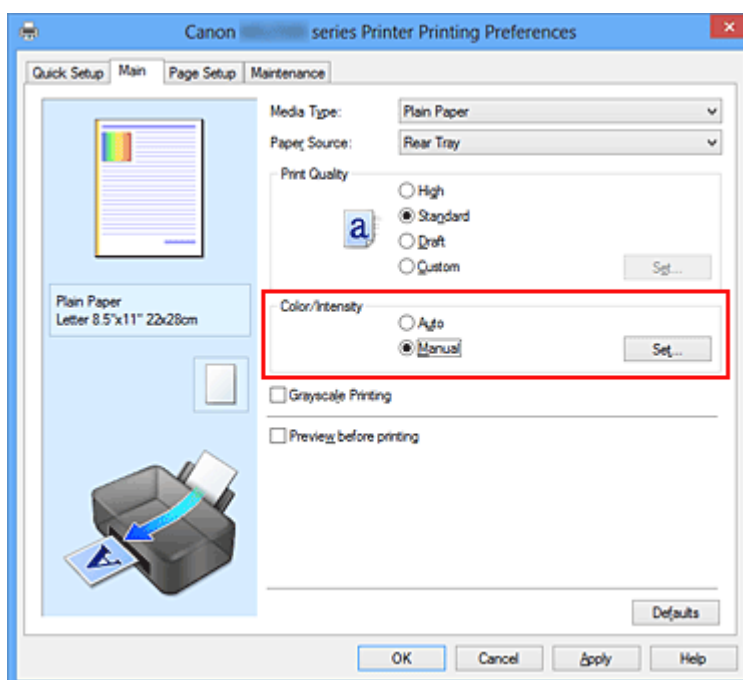 Canon series Printer Printing Preferences
Quick Setup Main Page Setup Maintenance
Media Type: Plain Paper
Paper Source: Rear Tray
Print Quality
High
Standard
Draft
Custom Set...
Plain Paper
Letter 8.5"x11" 22x28cm
Color/Intensity
Auto
Manual Set...
Grayscale Printing
Preview before printing
Defaults
OK Cancel Apply Help
a
A